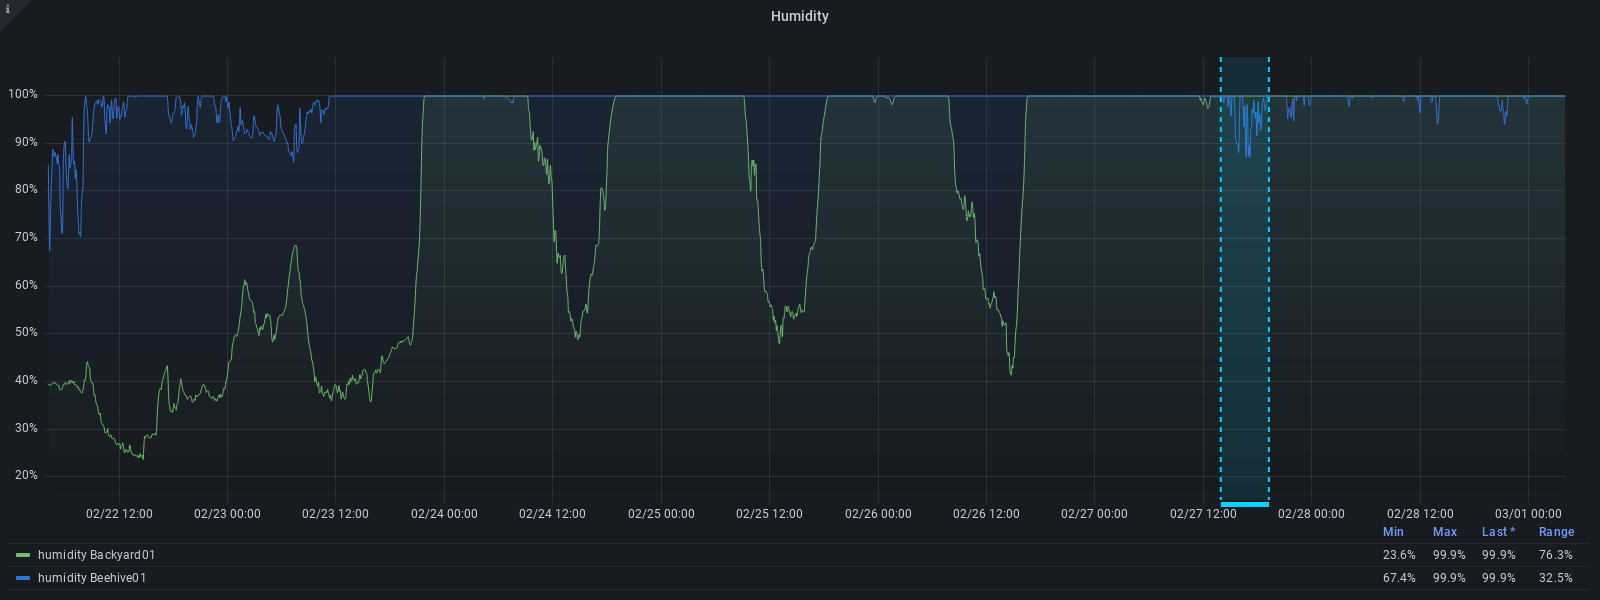 i
Humidity
100%
90%
80%
70%
60%
50%
40%
30%
20%
02/22 12:00 02/23 00:00 02/23 12:00 02/24 00:00 02/24 12:00 02/25 00:00 02/25 12:00 02/26 00:00 02/26 12:00 02/27 00:00 02/27 12:00 02/28 00:00 02/28 12:00 03/01 00:00
Min Max Last * Range
humidity Backyard01 23.6% 99.9% 99.9% 76.3%
humidity Beehive01 67.4% 99.9% 99.9% 32.5%